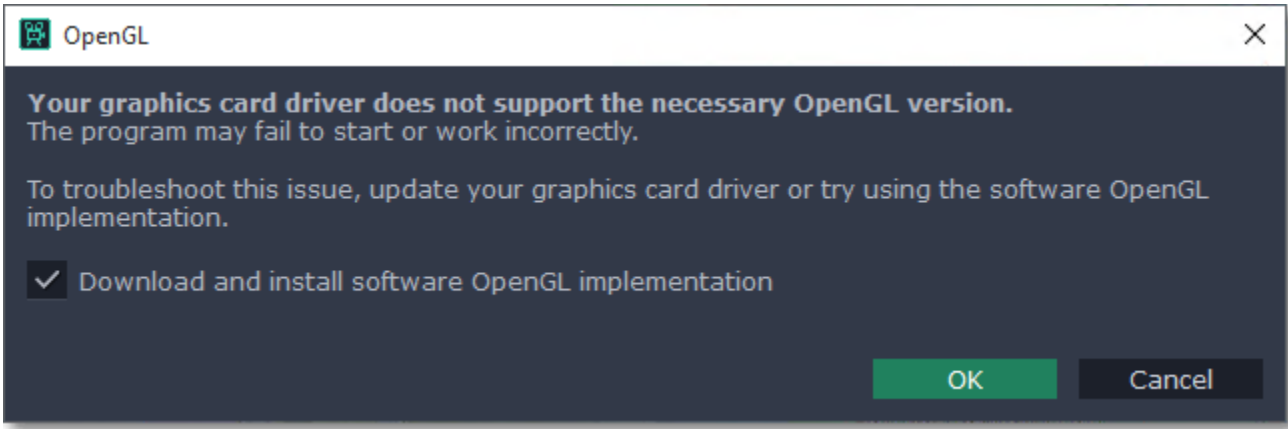 OpenGL
Your graphics card driver does not support the necessary OpenGL version.
The program may fail to start or work incorrectly.
To troubleshoot this issue, update your graphics card driver or try using the software OpenGL
implementation.
Download and install software OpenGL implementation
OK
Cancel